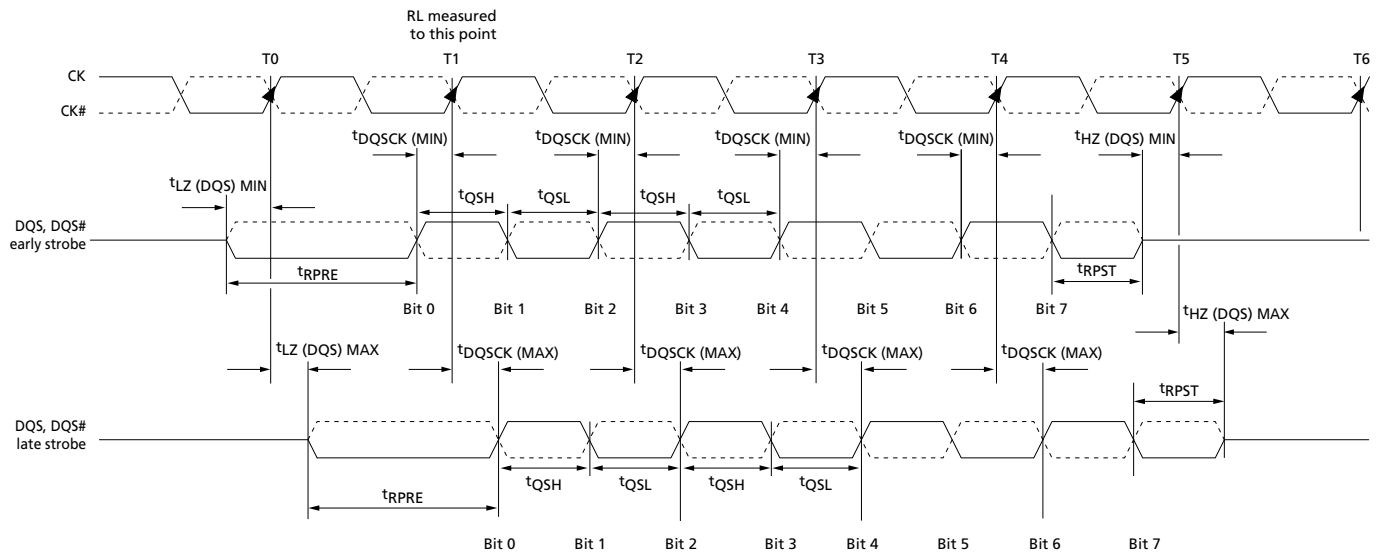 RL measured
to this point
T0 T1 T2 T3 T4 T5 T6
CK
CK#
tDQSCK (MIN) tDQSCK (MIN) tDQSCK (MIN) tDQSCK (MIN) tHZ (DQS) MIN
tLZ (DQS) MIN
tQSH tQSL tQSH tQSL
DQS, DQS#
early strobe
tRPRE tRPST
Bit 0 Bit 1 Bit 2 Bit 3 Bit 4 Bit 5 Bit 6 Bit 7
tHZ (DQS) MAX
tLZ (DQS) MAX tDQSCK (MAX) tDQSCK (MAX) tDQSCK (MAX) tDQSCK (MAX)
tRPST
DQS, DQS#
late strobe
tQSH tQSL tQSH tQSL
tRPRE
Bit 0 Bit 1 Bit 2 Bit 3 Bit 4 Bit 5 Bit 6 Bit 7